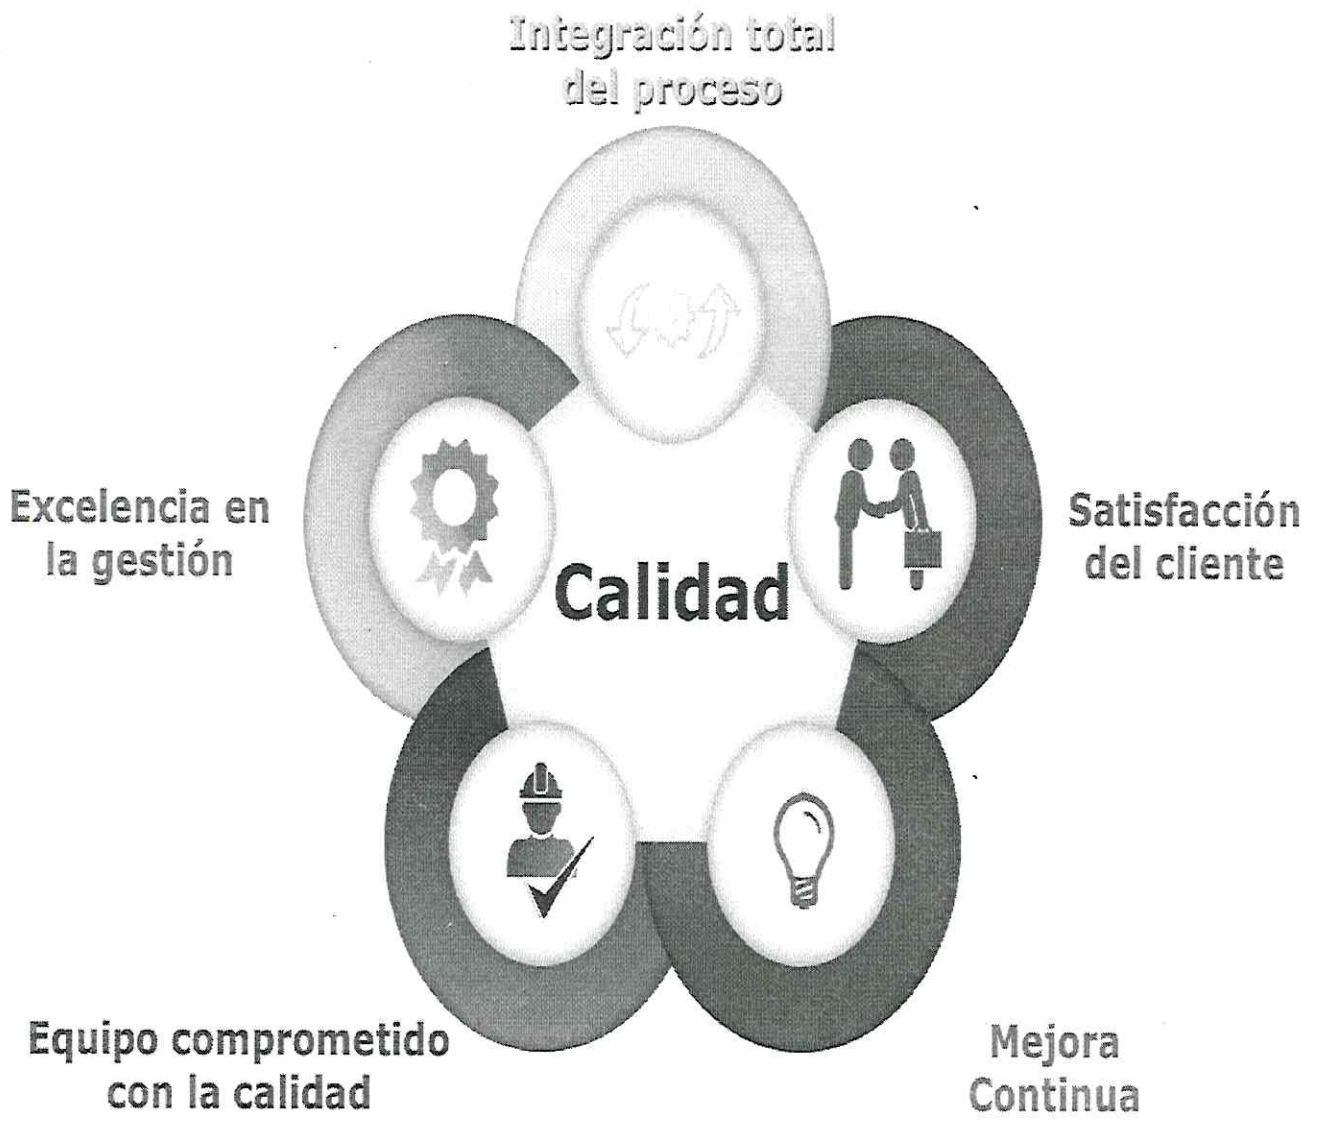 Integración total
del proceso
Excelencia en
la gestión
Calidad
Satisfacción
del cliente
Equipo comprometido
con la calidad
Mejora
Continua